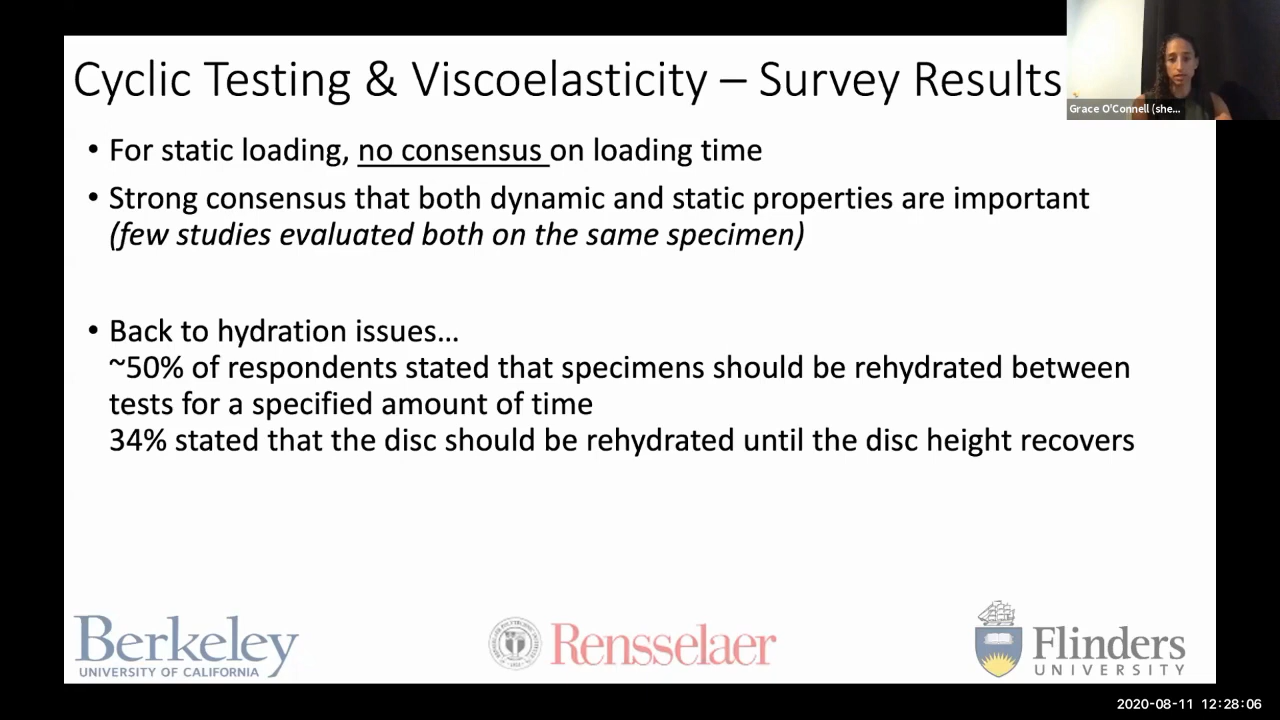 Cyclic Testing & Viscoelasticity – Survey Results
Grace O'Connell (she...
• For static loading, no consensus on loading time
• Strong consensus that both dynamic and static properties are important
(few studies evaluated both on the same specimen)
• Back to hydration issues...
~50% of respondents stated that specimens should be rehydrated between
tests for a specified amount of time
34% stated that the disc should be rehydrated until the disc height recovers
Berkeley
UNIVERSITY OF CALIFORNIA
Rensselaer
Flinders
UNIVERSITY
2020-08-11 12:28:06